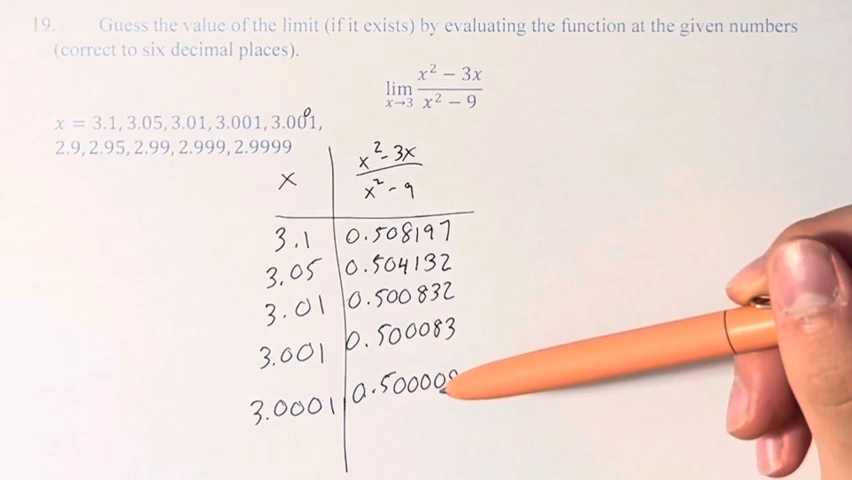 19. Guess the value of the limit (if it exists) by evaluating the function at the given numbers
(correct to six decimal places).
lim x→3 x² − 3x / x² − 9
x = 3.1, 3.05, 3.01, 3.001, 3.0001,
2.9, 2.95, 2.99, 2.999, 2.9999
x | x² - 3x / x² - 9
3.1 | 0.508197
3.05 | 0.504132
3.01 | 0.500832
3.001 | 0.500083
3.0001 | 0.50000